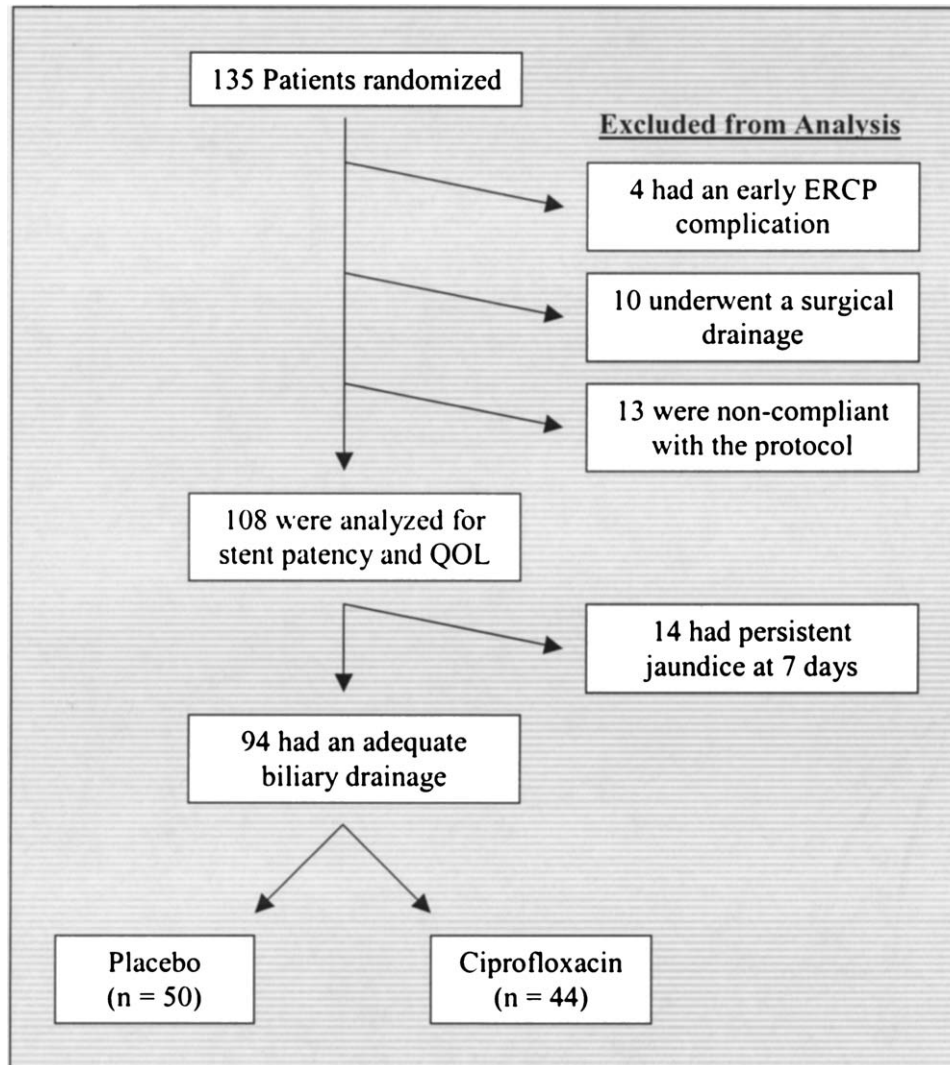 135 Patients randomized
Excluded from Analysis
4 had an early ERCP
complication
10 underwent a surgical
drainage
13 were non-compliant
with the protocol
108 were analyzed for
stent patency and QOL
14 had persistent
jaundice at 7 days
94 had an adequate
biliary drainage
Placebo
(n = 50)
Ciprofloxacin
(n = 44)